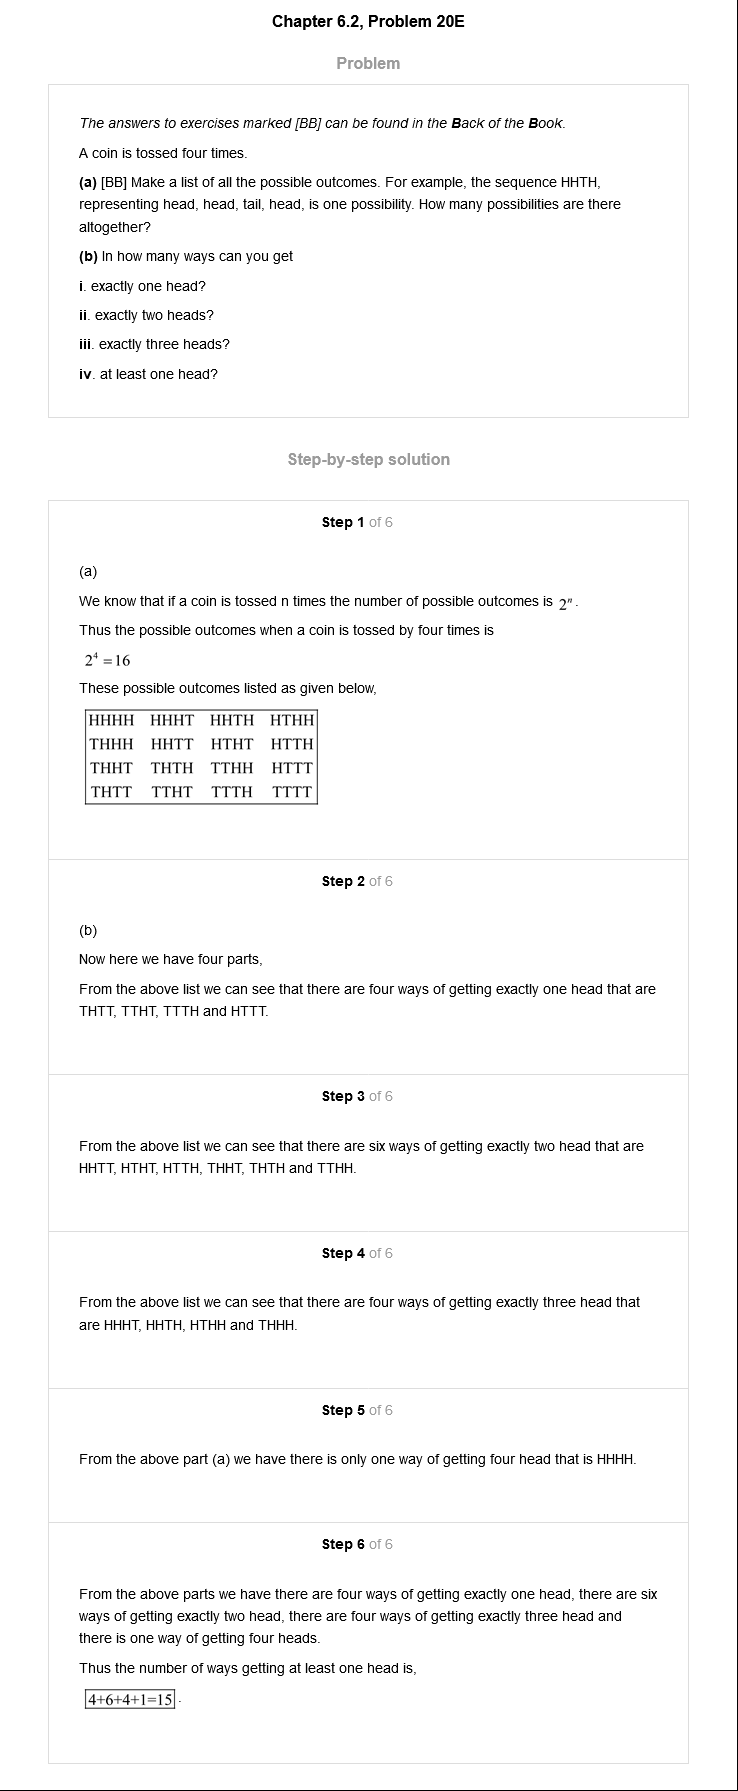 Chapter 6.2, Problem 20E
Problem
The answers to exercises marked [BB] can be found in the Back of the Book.
A coin is tossed four times.
(a) [BB] Make a list of all the possible outcomes. For example, the sequence HHTH,
representing head, head, tail, head, is one possibility. How many possibilities are there
altogether?
(b) In how many ways can you get
i. exactly one head?
ii. exactly two heads?
iii. exactly three heads?
iv. at least one head?
Step-by-step solution
Step 1 of 6
(a)
We know that if a coin is tossed n times the number of possible outcomes is 2ⁿ.
Thus the possible outcomes when a coin is tossed by four times is
2⁴ = 16
These possible outcomes listed as given below,
HHHH HHHT HHTH HTHH
THHH HHTT HTHT HTTH
THHT THTH TTHH HTTT
THTT TTHT TTTH TTTT
Step 2 of 6
(b)
Now here we have four parts,
From the above list we can see that there are four ways of getting exactly one head that are
THTT, TTHT, TTTH and HTTT.
Step 3 of 6
From the above list we can see that there are six ways of getting exactly two head that are
HHTT, HTHT, HTTH, THHT, THTH and TTHH.
Step 4 of 6
From the above list we can see that there are four ways of getting exactly three head that
are HHHT, HHTH, HTHH and THHH.
Step 5 of 6
From the above part (a) we have there is only one way of getting four head that is HHHH.
Step 6 of 6
From the above parts we have there are four ways of getting exactly one head, there are six
ways of getting exactly two head, there are four ways of getting exactly three head and
there is one way of getting four heads.
Thus the number of ways getting at least one head is,
4+6+4+1=15.